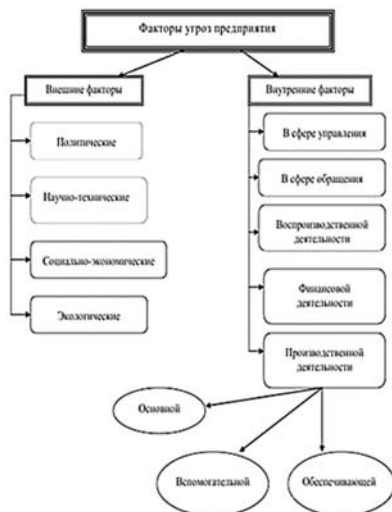 Факторы угроз предприятия
Внешние факторы
Политические
Научно-технические
Социально-экономические
Экологические
Внутренние факторы
В сфере управления
В сфере обращения
Воспроизводственной
деятельности
Финансовой
деятельности
Производственной
деятельности
Основной
Вспомогательной
Обеспечивающей